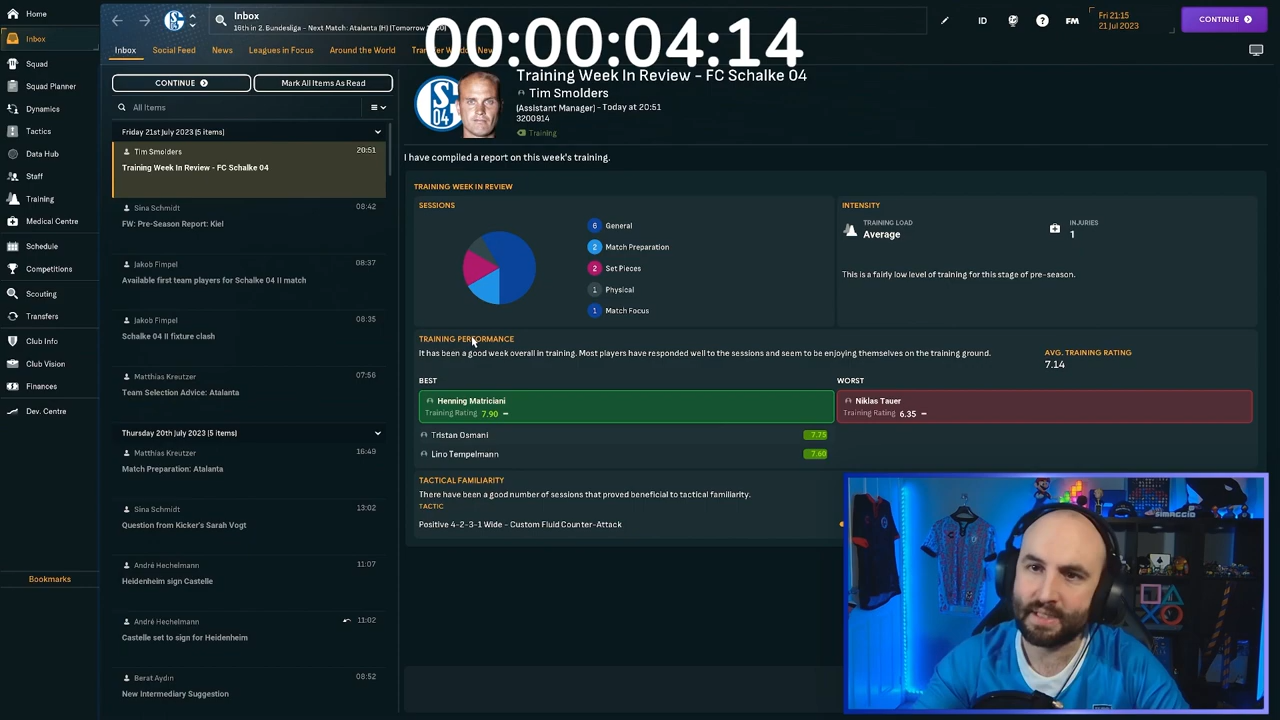 Home
Inbox
Squad
Squad Planner
Dynamics
Tactics
Data Hub
Staff
Training
Medical Centre
Schedule
Competitions
Scouting
Transfers
Club Info
Club Vision
Finances
Dev. Centre
Bookmarks
Inbox
16th in 2. Bundesliga - Next Match: Atalanta (H) (Tomorrow
00:00:04:14
ID
FM
Fri 21:15
21 Jul 2023
CONTINUE
Inbox
Social Feed
News
Leagues in Focus
Around the World
CONTINUE
Mark All Items As Read
All Items
Friday 21st July 2023 (5 items)
Tim Smolders 20:51
Training Week In Review - FC Schalke 04
Sina Schmidt 08:42
FW: Pre-Season Report: Kiel
Jakob Fimpel 08:37
Available first team players for Schalke 04 II match
Jakob Fimpel 08:35
Schalke 04 II fixture clash
Matthias Kreutzer 07:56
Team Selection Advice: Atalanta
Thursday 20th July 2023 (5 items)
Matthias Kreutzer 16:49
Match Preparation: Atalanta
Sina Schmidt 13:02
Question from Kicker's Sarah Vogt
André Hechelmann 11:07
Heidenheim sign Castelle
André Hechelmann 11:02
Castelle set to sign for Heidenheim
Berat Aydın 08:52
New Intermediary Suggestion
Training Week In Review - FC Schalke 04
Tim Smolders
(Assistant Manager) - Today at 20:51
3200914
Training
I have compiled a report on this week's training.
TRAINING WEEK IN REVIEW
SESSIONS
6 General
2 Match Preparation
2 Set Pieces
1 Physical
1 Match Focus
INTENSITY
TRAINING LOAD
Average
INJURIES
1
This is a fairly low level of training for this stage of pre-season.
TRAINING PERFORMANCE
It has been a good week overall in training. Most players have responded well to the sessions and seem to be enjoying themselves on the training ground.
AVG. TRAINING RATING
7.14
BEST
Henning Matriciani
Training Rating 7.90
Tristan Osmani 7.75
Lino Tempelmann 7.60
WORST
Niklas Tauer
Training Rating 6.35
TACTICAL FAMILIARITY
There have been a good number of sessions that proved beneficial to tactical familiarity.
TACTIC
Positive 4-2-3-1 Wide - Custom Fluid Counter-Attack